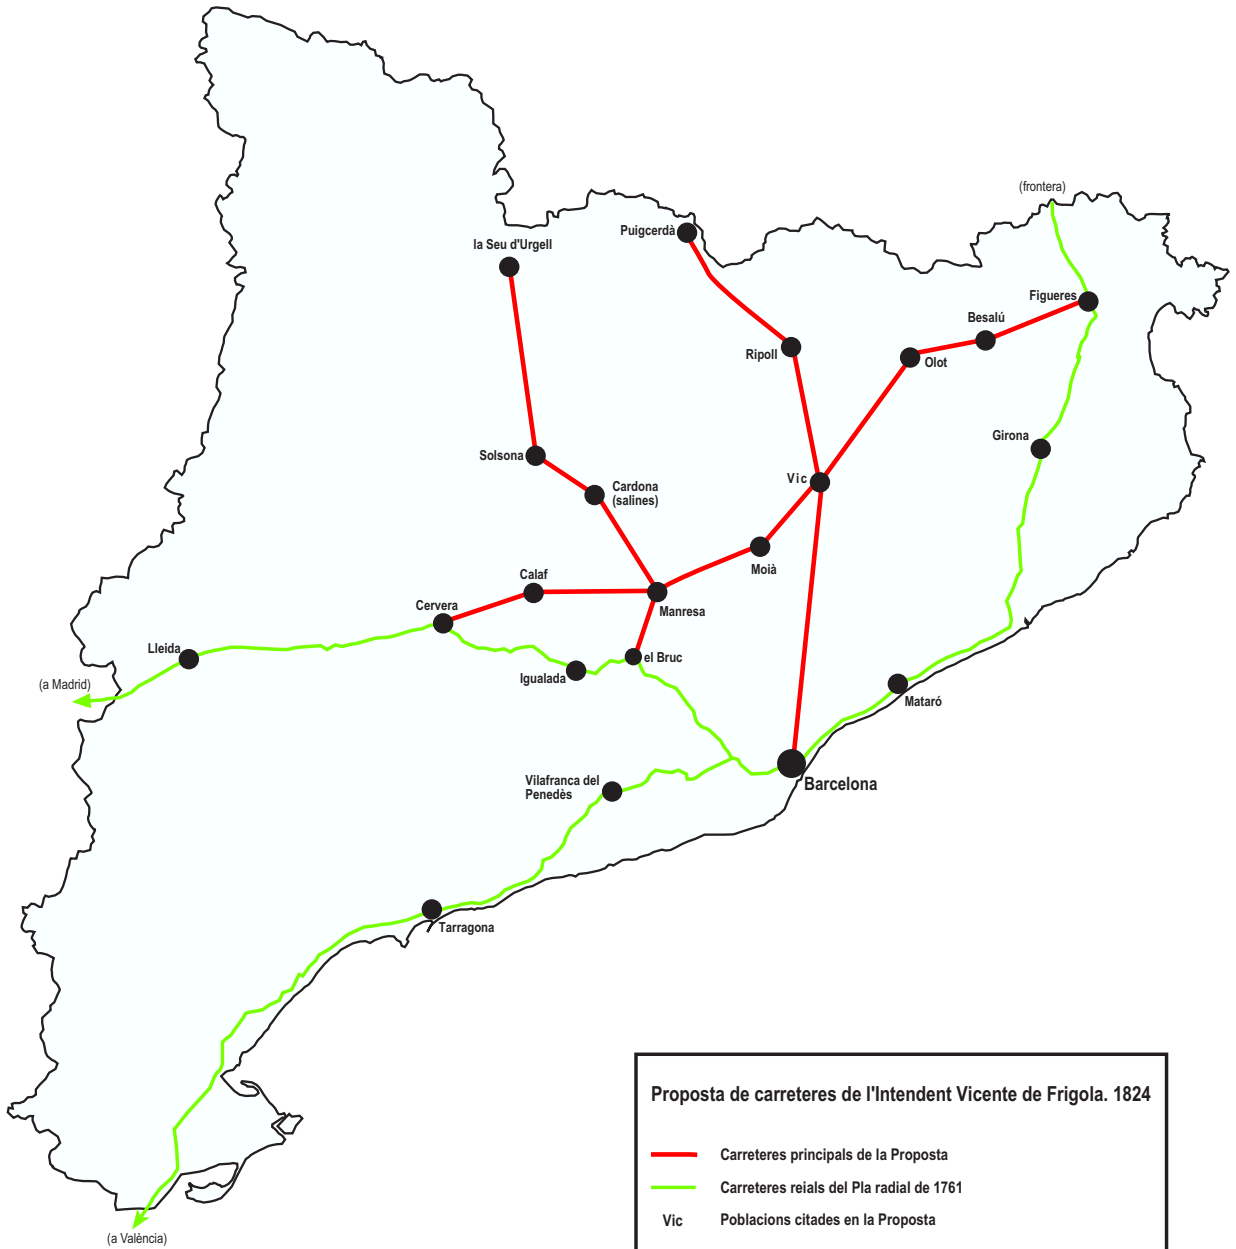 (frontera)
Puigcerdà
la Seu d'Urgell
Figueres
Besalú
Ripoll
Olot
Girona
Solsona
Vic
Cardona
(salines)
Moià
Calaf
Cervera
Manresa
Lleida
el Bruc
Igualada
(a Madrid)
Mataró
Vilafranca del
Penedès
Barcelona
Tarragona
(a València)
Proposta de carreteres de l'Intendent Vicente de Frigola. 1824
Carreteres principals de la Proposta
Carreteres reials del Pla radial de 1761
Vic Poblacions citades en la Proposta